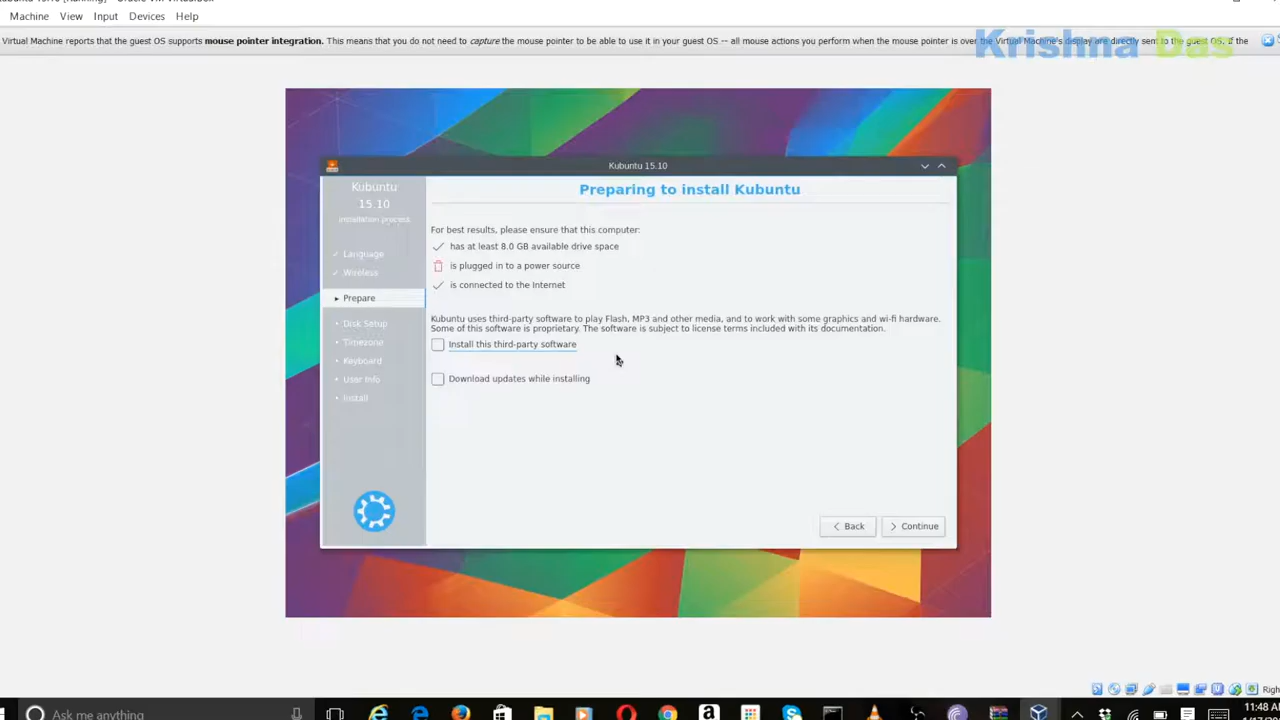 Machine View Input Devices Help
Virtual Machine reports that the guest OS supports mouse pointer integration. This means that you do not need to capture the mouse pointer to be able to use it in your guest OS -- all mouse actions you perform when the mouse pointer is over the Virtual Machine's display are directly sent to the guest OS. If the
Krishna Das
Kubuntu 15.10
Kubuntu
15.10
installation process
Language
Wireless
Prepare
Disk Setup
Timezone
Keyboard
User Info
Install
Preparing to install Kubuntu
For best results, please ensure that this computer:
has at least 8.0 GB available drive space
is plugged in to a power source
is connected to the Internet
Kubuntu uses third-party software to play Flash, MP3 and other media, and to work with some graphics and wi-fi hardware.
Some of this software is proprietary. The software is subject to license terms included with its documentation.
Install this third-party software
Download updates while installing
Back
Continue
Righ
Ask me anything
11:48 A